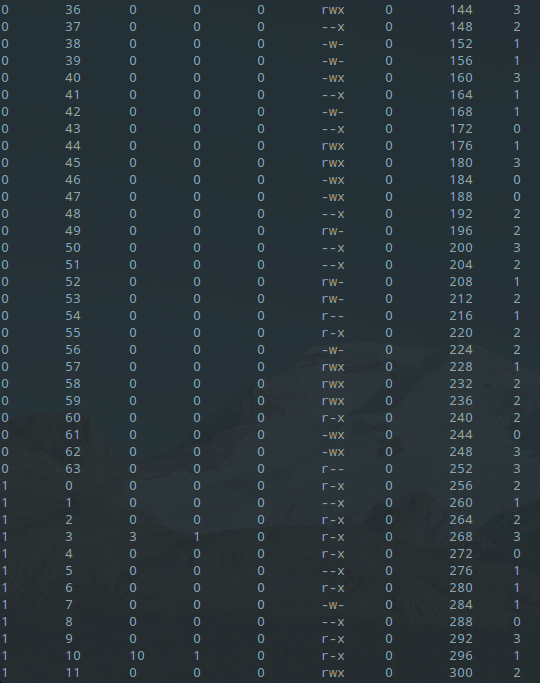 0 36 0 0 0 rwx 0 144 3
0 37 0 0 0 --x 0 148 2
0 38 0 0 0 -w- 0 152 1
0 39 0 0 0 -w- 0 156 1
0 40 0 0 0 -wx 0 160 3
0 41 0 0 0 --x 0 164 1
0 42 0 0 0 -w- 0 168 1
0 43 0 0 0 --x 0 172 0
0 44 0 0 0 rwx 0 176 1
0 45 0 0 0 rwx 0 180 3
0 46 0 0 0 -wx 0 184 0
0 47 0 0 0 -wx 0 188 0
0 48 0 0 0 --x 0 192 2
0 49 0 0 0 rw- 0 196 2
0 50 0 0 0 --x 0 200 3
0 51 0 0 0 --x 0 204 2
0 52 0 0 0 rw- 0 208 1
0 53 0 0 0 rw- 0 212 2
0 54 0 0 0 r-- 0 216 1
0 55 0 0 0 r-x 0 220 2
0 56 0 0 0 -w- 0 224 2
0 57 0 0 0 rwx 0 228 1
0 58 0 0 0 rwx 0 232 2
0 59 0 0 0 rwx 0 236 2
0 60 0 0 0 r-x 0 240 2
0 61 0 0 0 -wx 0 244 0
0 62 0 0 0 -wx 0 248 3
0 63 0 0 0 r-- 0 252 3
1 0 0 0 0 r-x 0 256 2
1 1 0 0 0 --x 0 260 1
1 2 0 0 0 r-x 0 264 2
1 3 3 1 0 r-x 0 268 3
1 4 0 0 0 r-x 0 272 0
1 5 0 0 0 --x 0 276 1
1 6 0 0 0 r-x 0 280 1
1 7 0 0 0 -w- 0 284 1
1 8 0 0 0 --x 0 288 0
1 9 0 0 0 r-x 0 292 3
1 10 10 1 0 r-x 0 296 1
1 11 0 0 0 rwx 0 300 2